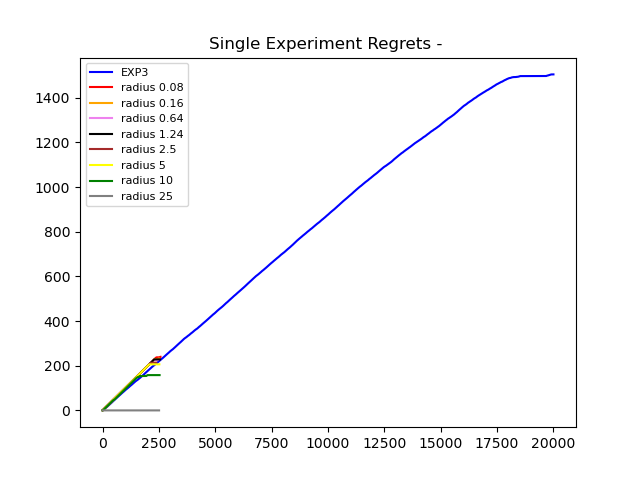 Single Experiment Regrets -
EXP3
radius 0.08
radius 0.16
radius 0.64
radius 1.24
radius 2.5
radius 5
radius 10
radius 25
1400
1200
1000
800
600
400
200
0
0 2500 5000 7500 10000 12500 15000 17500 20000